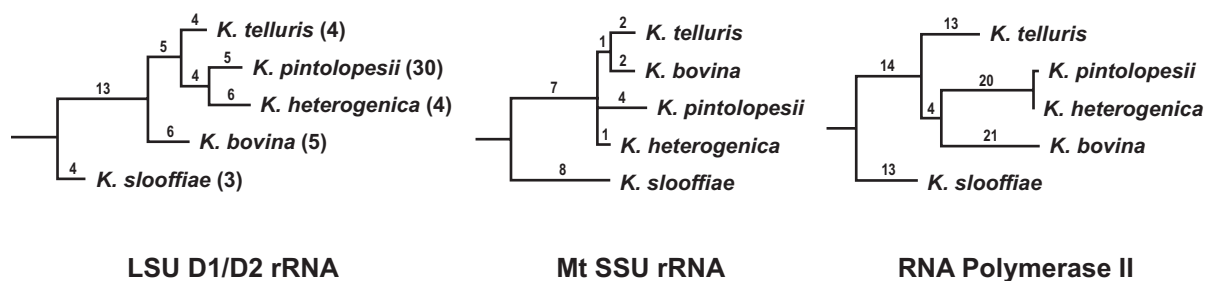 4
K. telluris (4)
5
5
K. pintolopesii (30)
4
13
6
K. heterogenica (4)
6
K. bovina (5)
4
K. slooffiae (3)
LSU D1/D2 rRNA
2
K. telluris
1
2
K. bovina
7
4
K. pintolopesii
1
K. heterogenica
8
K. slooffiae
Mt SSU rRNA
13
K. telluris
14
K. pintolopesii
20
4
K. heterogenica
21
K. bovina
13
K. slooffiae
RNA Polymerase II